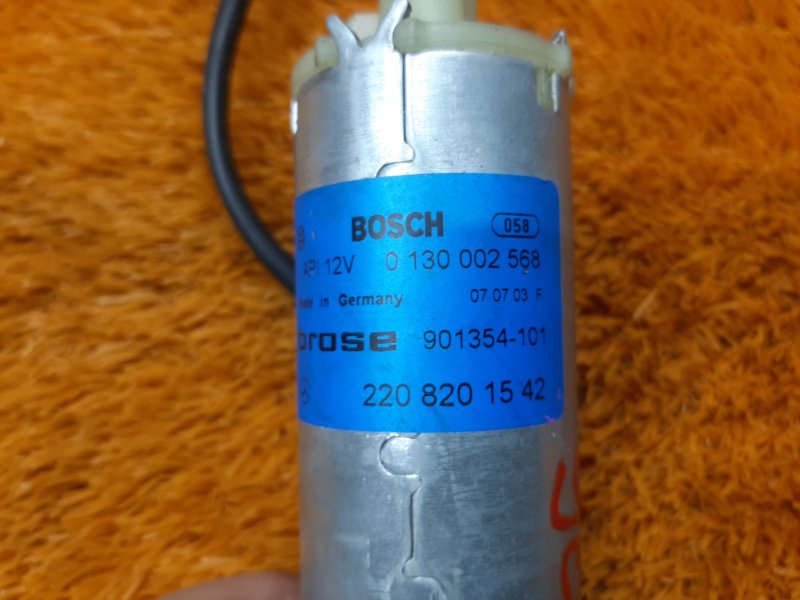 BOSCH 058
API 12V 0 130 002 568
Made in Germany 07 07 03 F
brose 901354-101
220 820 15 42